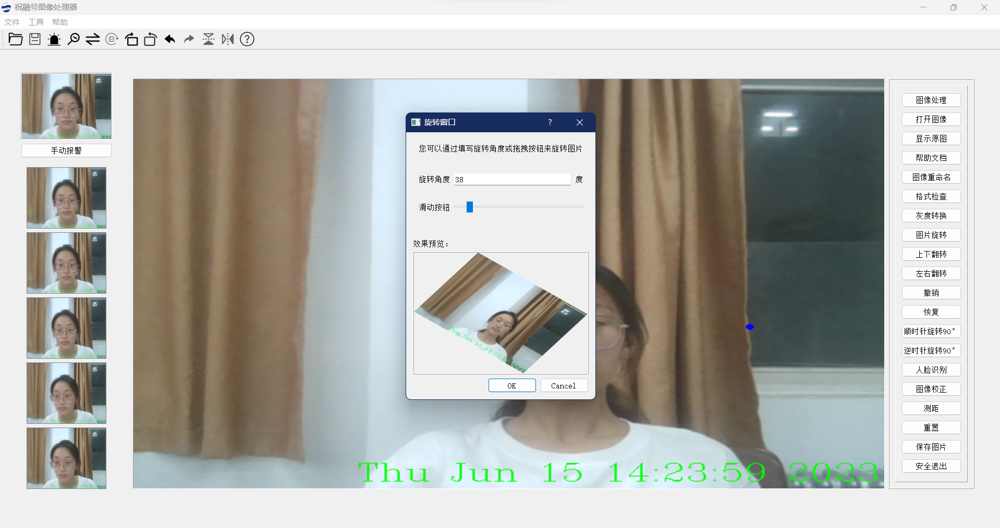 祝融号图像处理器
文件 工具 帮助
手动报警
旋转窗口
您可以通过填写旋转角度或拖拽按钮来旋转图片
旋转角度 38 度
滑动按钮
效果预览：
Thu Jun 15 14:23:59 2023
OK Cancel
Thu Jun 15 14:23:59 2023
图像处理
打开图像
显示原图
帮助文档
图像重命名
格式检查
灰度转换
图片旋转
上下翻转
左右翻转
撤销
恢复
顺时针旋转90°
逆时针旋转90°
人脸识别
图像校正
测距
重置
保存图片
安全退出